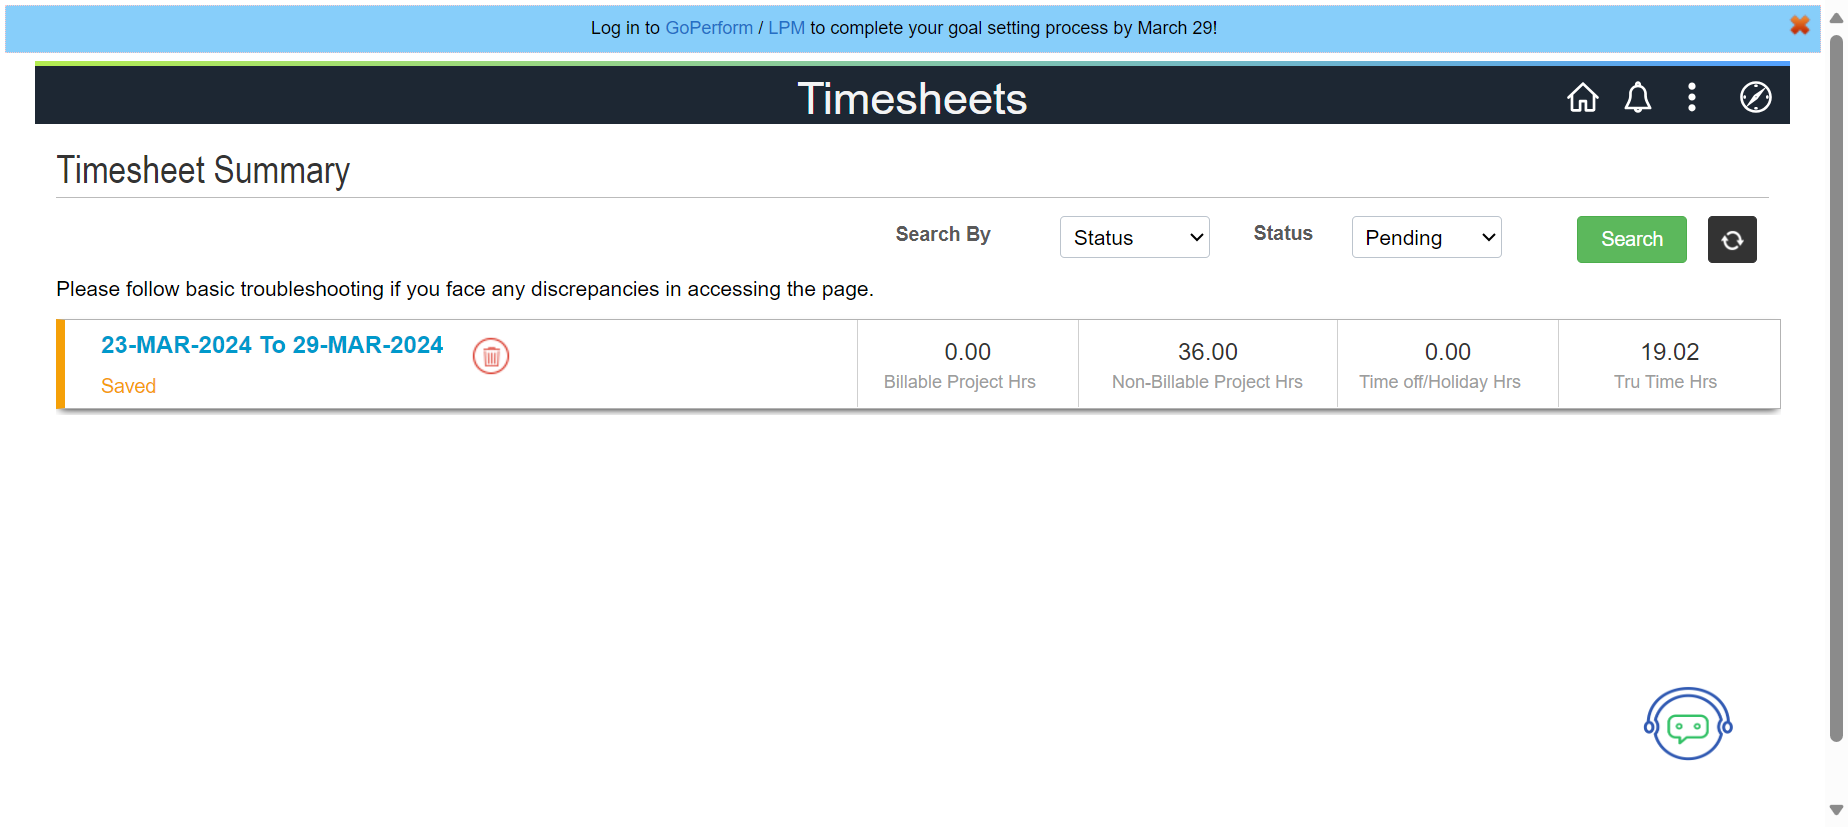 Log in to GoPerform / LPM to complete your goal setting process by March 29!
Timesheets
Timesheet Summary
Search By Status Status Pending Search
Please follow basic troubleshooting if you face any discrepancies in accessing the page.
23-MAR-2024 To 29-MAR-2024
Saved
0.00
Billable Project Hrs
36.00
Non-Billable Project Hrs
0.00
Time off/Holiday Hrs
19.02
Tru Time Hrs